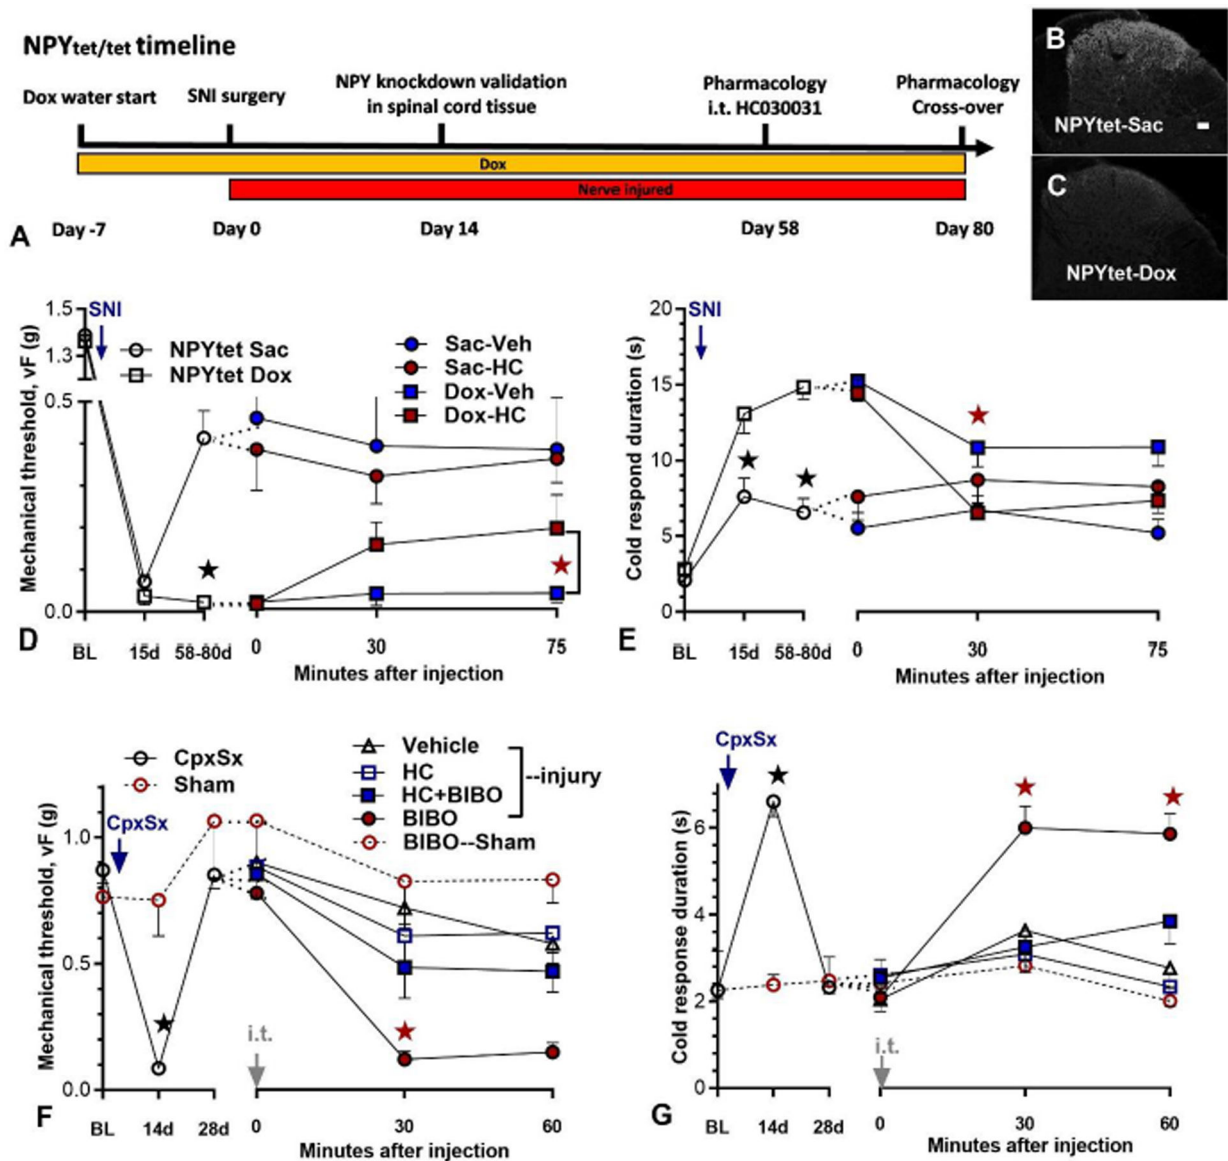 NPYtet/tet timeline
Dox water start
SNI surgery
NPY knockdown validation
in spinal cord tissue
Pharmacology
i.t. HC030031
Pharmacology
Cross-over
Dox
Nerve injured
Day -7
Day 0
Day 14
Day 58
Day 80
A
B
NPYtet-Sac
C
NPYtet-Dox
Mechanical threshold, vF (g)
1.5
1.3
0.5
0.0
SNI
NPYtet Sac
NPYtet Dox
Sac-Veh
Sac-HC
Dox-Veh
Dox-HC
D
BL
15d
58-80d
0
30
75
Minutes after injection
Cold respond duration (s)
20
15
10
5
0
SNI
E
BL
15d
58-80d
0
30
75
Minutes after injection
CpxSx
Sham
Vehicle
HC
HC+BIBO
BIBO
BIBO--Sham
--injury
Mechanical threshold, vF (g)
1.0
0.5
0.0
CpxSx
i.t.
F
BL
14d
28d
0
30
60
Minutes after injection
CpxSx
Cold response duration (s)
6
4
2
0
i.t.
G
BL
14d
28d
0
30
60
Minutes after injection